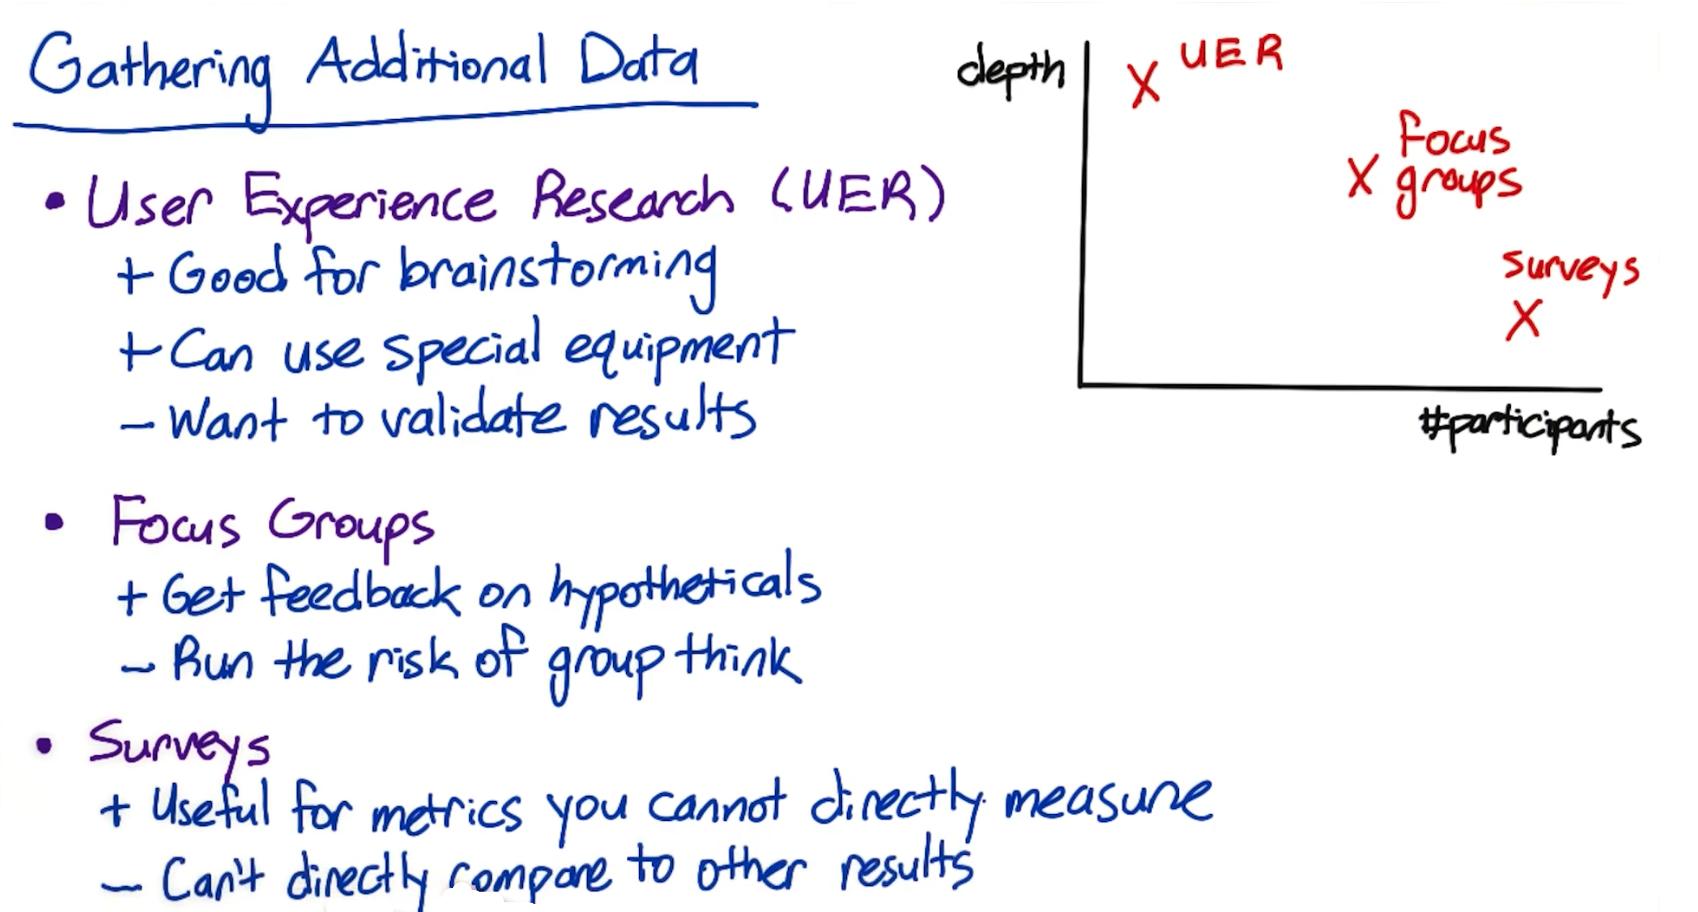 Gathering Additional Data
• User Experience Research (UER)
+ Good for brainstorming
+ Can use special equipment
- Want to validate results
• Focus Groups
+ Get feedback on hypotheticals
- Run the risk of group think
• Surveys
+ Useful for metrics you cannot directly measure
- Can't directly compare to other results
depth
X UER
Focus
X groups
surveys
X
#participants